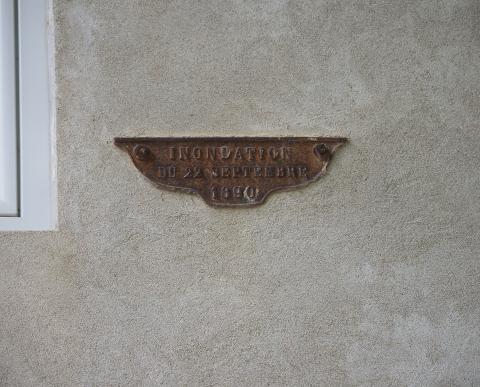 INONDATION
DU 22 SEPTEMBRE
1890